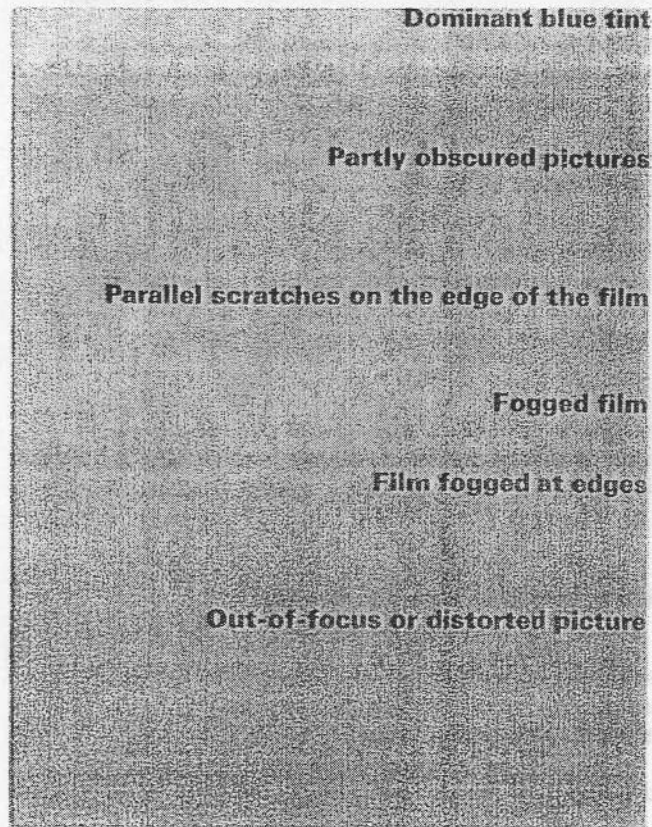 Dominant blue tint
Partly obscured pictures
Parallel scratches on the edge of the film
Fogged film
Film fogged at edges
Out-of-focus or distorted picture